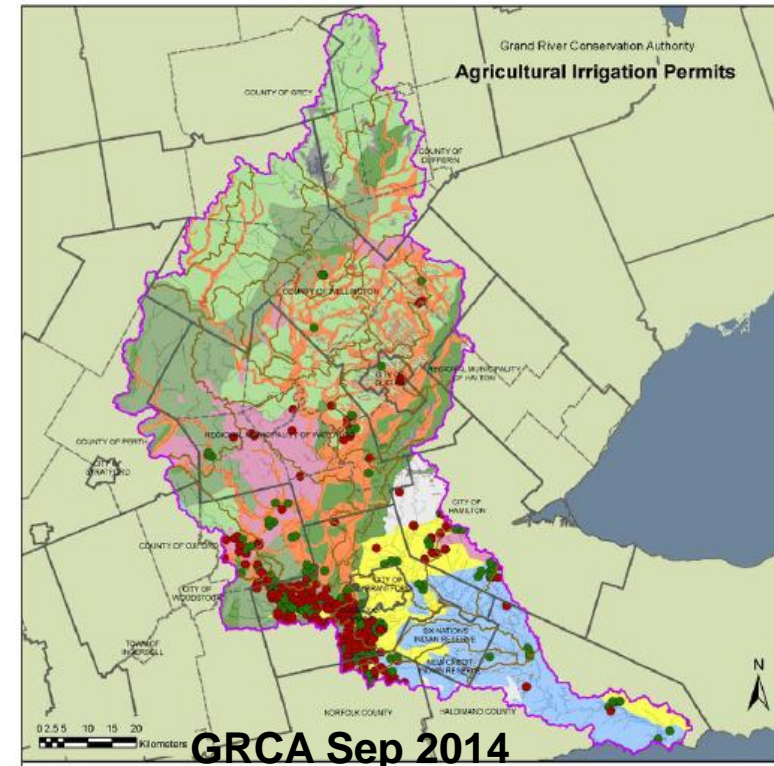 Grand River Conservation Authority
Agricultural Irrigation Permits
COUNTY OF GREY
COUNTY OF
DUFFERIN
COUNTY OF WELLINGTON
CITY OF
REGIONAL MUNICIPALITY
OF HALTON
REGIONAL MUNICIPALITY OF
COUNTY OF PERTH
CITY OF
STRATFORD
CITY OF
HAMILTON
COUNTY OF OXFORD
CITY OF
WOODSTOCK
CITY OF
BRANTFORD
SIX NATIONS
INDIAN RESERVE
TOWN OF
INGERSOLL
NEW CREDIT
INDIAN RESERVE
N
NORFOLK COUNTY
HALDIMAND COUNTY
0 2.5 5 10 15 20
Kilometers
GRCA Sep 2014